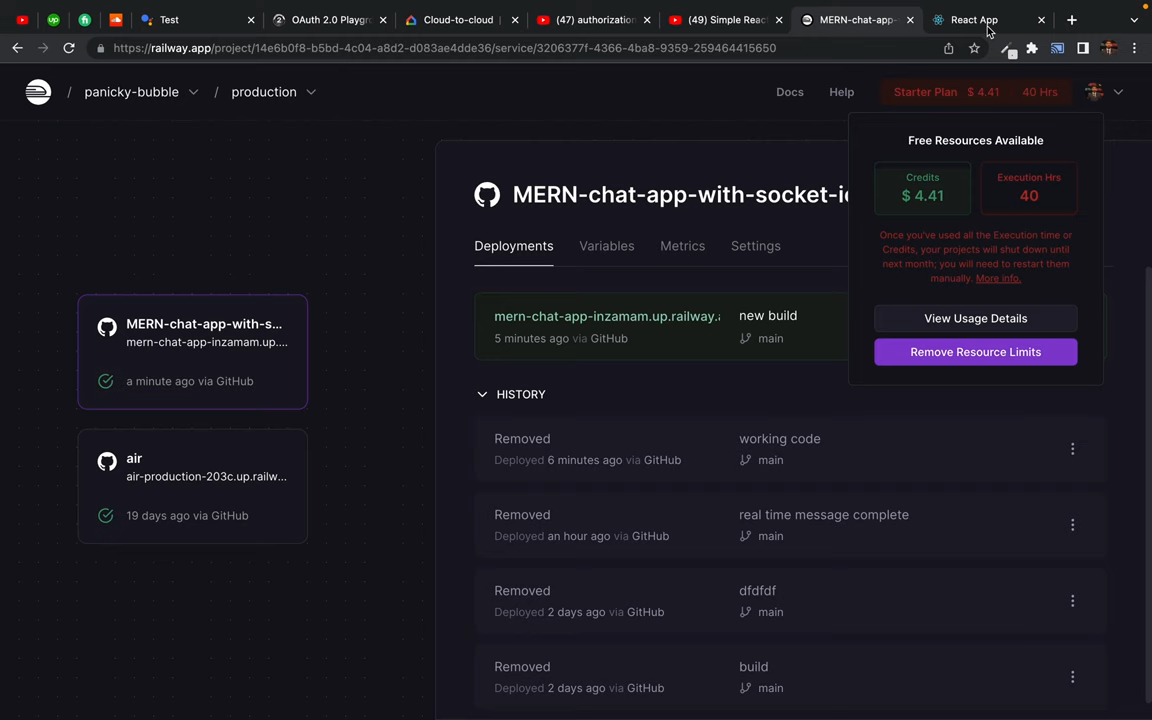 Test
OAuth 2.0 Playgro
Cloud-to-cloud
(47) authorization
(49) Simple Reac
MERN-chat-app-
React App
https://railway.app/project/14e6b0f8-b5bd-4c04-a8d2-d083ae4dde36/service/3206377f-4366-4ba8-9359-259464415650
/ panicky-bubble / production
Docs
Help
Starter Plan $ 4.41 40 Hrs
Free Resources Available
Credits
$ 4.41
Execution Hrs
40
Once you've used all the Execution time or
Credits, your projects will shut down until
next month; you will need to restart them
manually. More info.
View Usage Details
Remove Resource Limits
MERN-chat-app-with-s...
mern-chat-app-inzamam.up....
a minute ago via GitHub
air
air-production-203c.up.railw...
19 days ago via GitHub
MERN-chat-app-with-socket-i
Deployments
Variables
Metrics
Settings
mern-chat-app-inzamam.up.railway.
new build
5 minutes ago via GitHub
main
HISTORY
Removed
working code
Deployed 6 minutes ago via GitHub
main
Removed
real time message complete
Deployed an hour ago via GitHub
main
Removed
dfdfdf
Deployed 2 days ago via GitHub
main
Removed
build
Deployed 2 days ago via GitHub
main